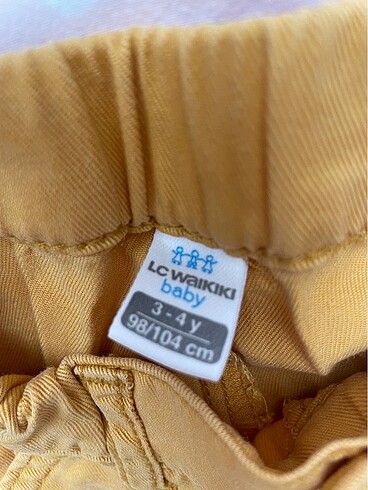 LC WAIKIKI
baby
3 - 4 y
98/104 cm